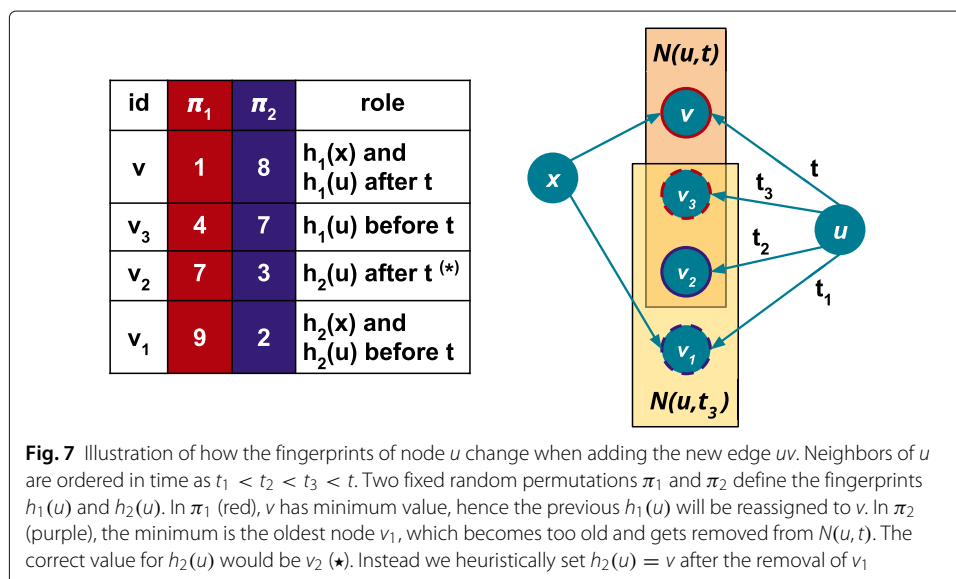 id π₁ π₂ role
v 1 8 h₁(x) and
h₁(u) after t
v₃ 4 7 h₁(u) before t
v₂ 7 3 h₂(u) after t (*)
v₁ 9 2 h₂(x) and
h₂(u) before t
N(u,t)
v
x
v₃
t₃
t
u
v₂
t₂
t₁
v₁
N(u,t₃)
Fig. 7 Illustration of how the fingerprints of node u change when adding the new edge uv. Neighbors of u
are ordered in time as t₁ < t₂ < t₃ < t. Two fixed random permutations π₁ and π₂ define the fingerprints
h₁(u) and h₂(u). In π₁ (red), v has minimum value, hence the previous h₁(u) will be reassigned to v. In π₂
(purple), the minimum is the oldest node v₁, which becomes too old and gets removed from N(u, t). The
correct value for h₂(u) would be v₂ (★). Instead we heuristically set h₂(u) = v after the removal of v₁